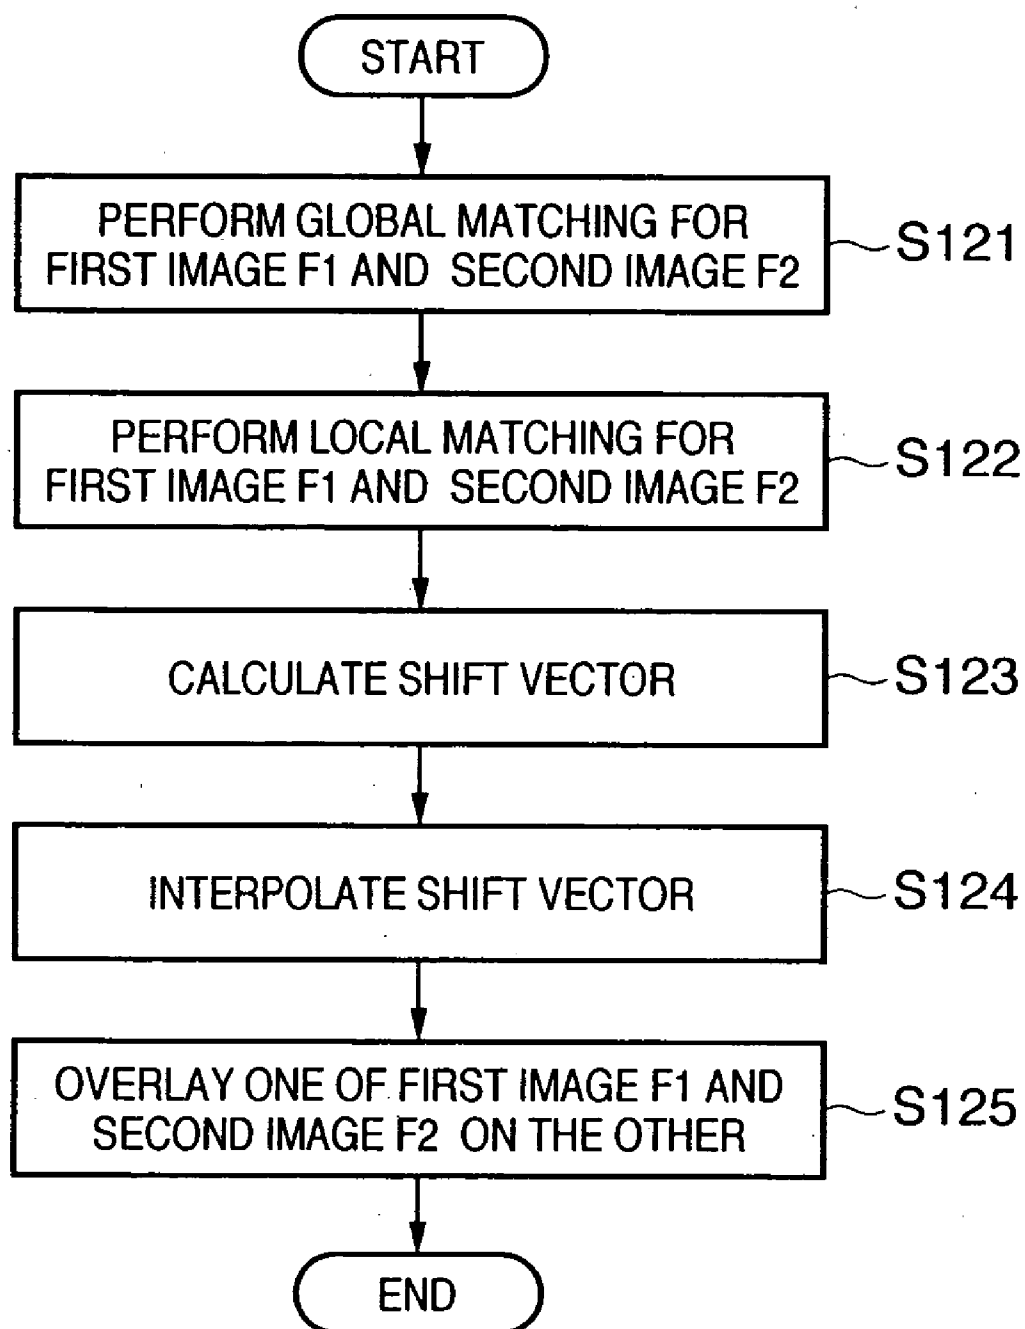 START
PERFORM GLOBAL MATCHING FOR
FIRST IMAGE F1 AND SECOND IMAGE F2
S121
PERFORM LOCAL MATCHING FOR
FIRST IMAGE F1 AND SECOND IMAGE F2
S122
CALCULATE SHIFT VECTOR
S123
INTERPOLATE SHIFT VECTOR
S124
OVERLAY ONE OF FIRST IMAGE F1 AND
SECOND IMAGE F2 ON THE OTHER
S125
END